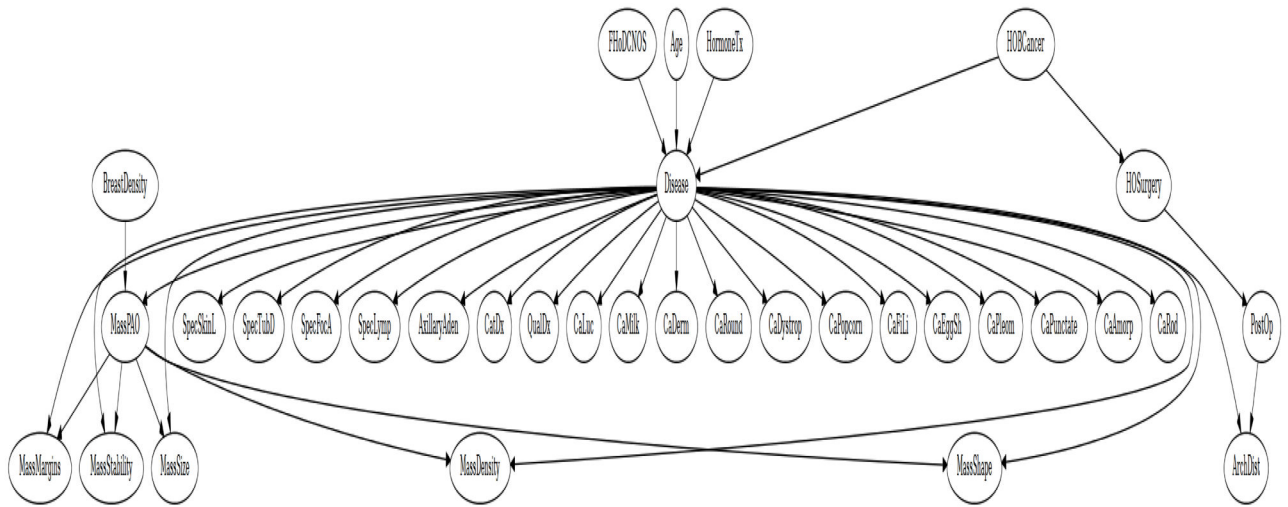 FHoDCNOS
Age
HormoneTx
HOBCancer
BreastDensity
Disease
HOSurgery
MassPAO
SpecSkinL
SpecTubD
SpecFocA
SpecLymp
AxillaryAden
CatDx
QualDx
CaLuc
CaMilk
CaDerm
CaRound
CaDystrop
CaPopcorn
CaFiLi
CaEggSh
CaPleom
CaPunctate
CaAmorp
CaRod
PostOp
MassMargins
MassStability
MassSize
MassDensity
MassShape
ArchDist